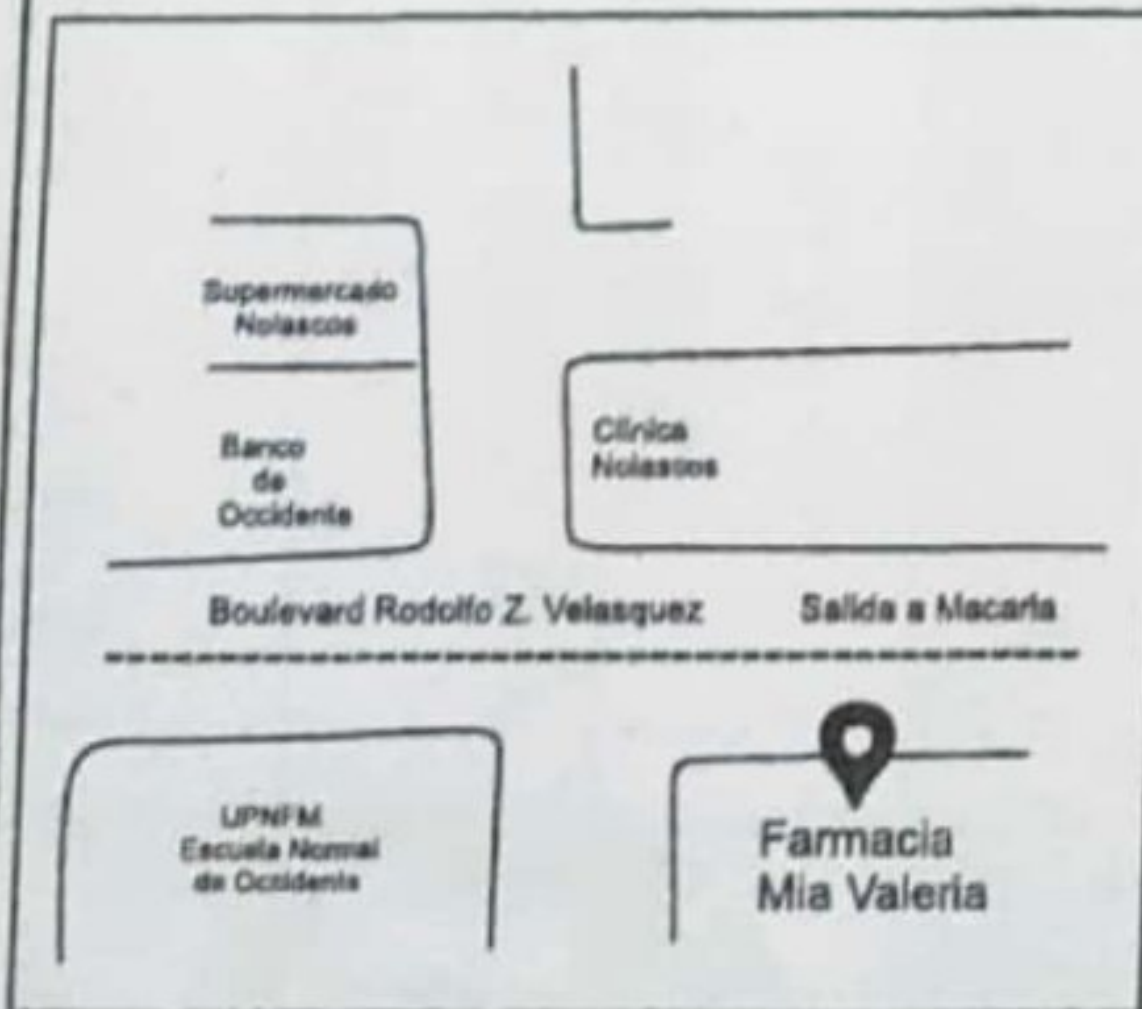 Supermercado
Nolascos
Banco
de
Occidente
Clinica
Nolascos
Boulevard Rodolfo Z. Velasquez
Salida a Macarla
UPNFM
Escuela Normal
de Occidente
Farmacia
Mia Valeria